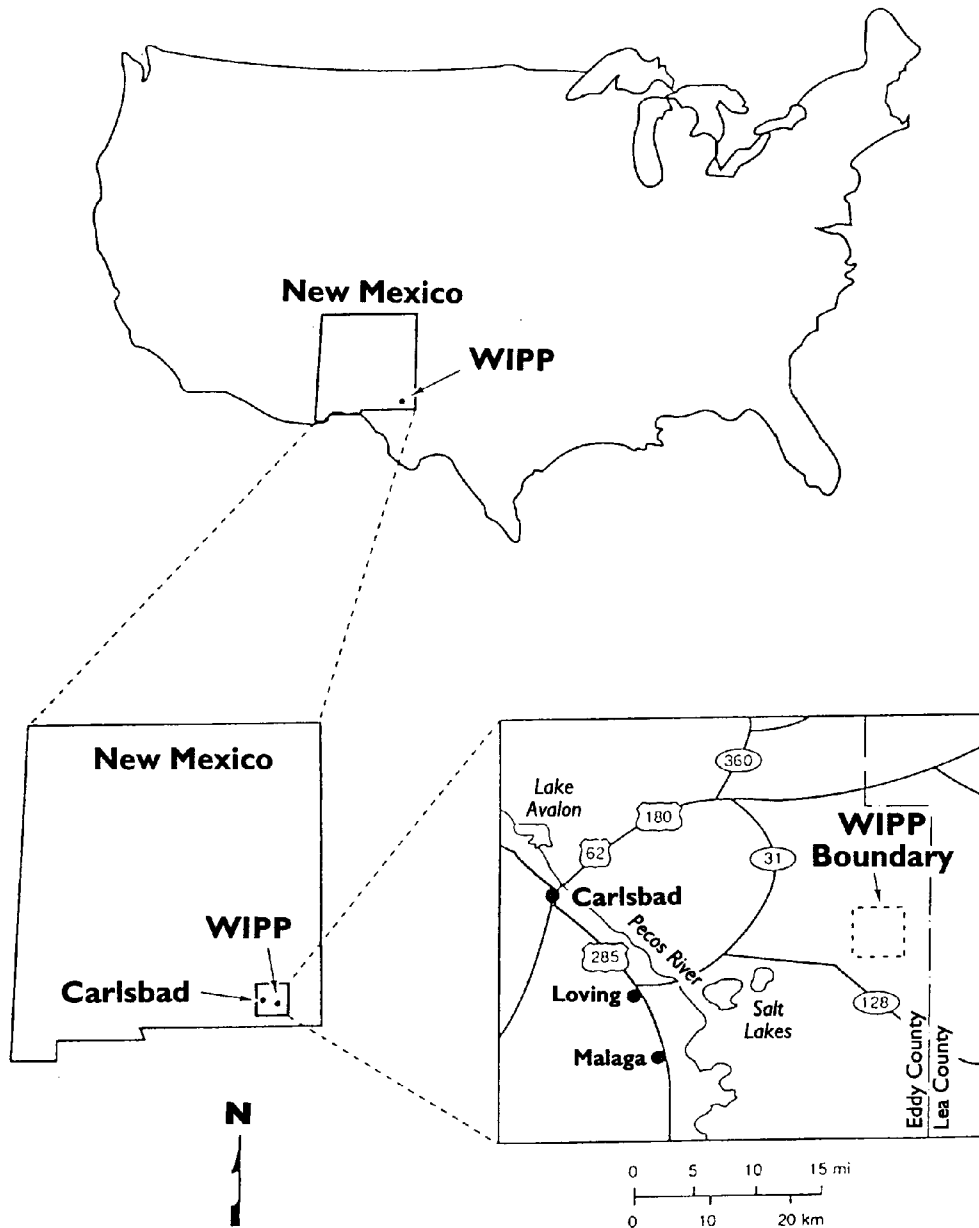 New Mexico
WIPP
New Mexico
WIPP
Carlsbad
N
360
Lake
Avalon
180
62
31
WIPP
Boundary
Carlsbad
Pecos River
285
Loving
Salt
Lakes
128
Malaga
Eddy County
Lea County
0 5 10 15 mi
0 10 20 km